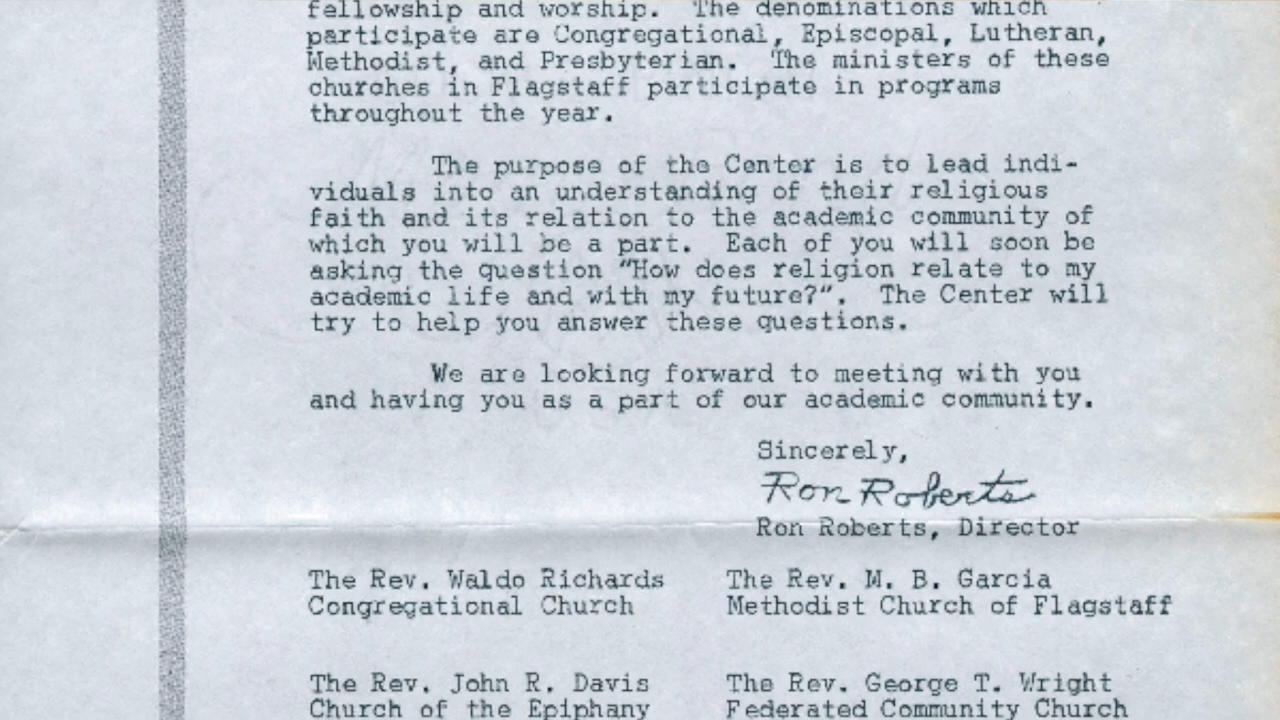 fellowship and worship. The denominations which
participate are Congregational, Episcopal, Lutheran,
Methodist, and Presbyterian. The ministers of these
churches in Flagstaff participate in programs
throughout the year.
The purpose of the Center is to lead indi-
viduals into an understanding of their religious
faith and its relation to the academic community of
which you will be a part. Each of you will soon be
asking the question "How does religion relate to my
academic life and with my future?". The Center will
try to help you answer these questions.
We are looking forward to meeting with you
and having you as a part of our academic community.
Sincerely,
Ron Roberts
Ron Roberts, Director
The Rev. Waldo Richards
Congregational Church
The Rev. M. B. Garcia
Methodist Church of Flagstaff
The Rev. John R. Davis
Church of the Epiphany
The Rev. George T. Wright
Federated Community Church